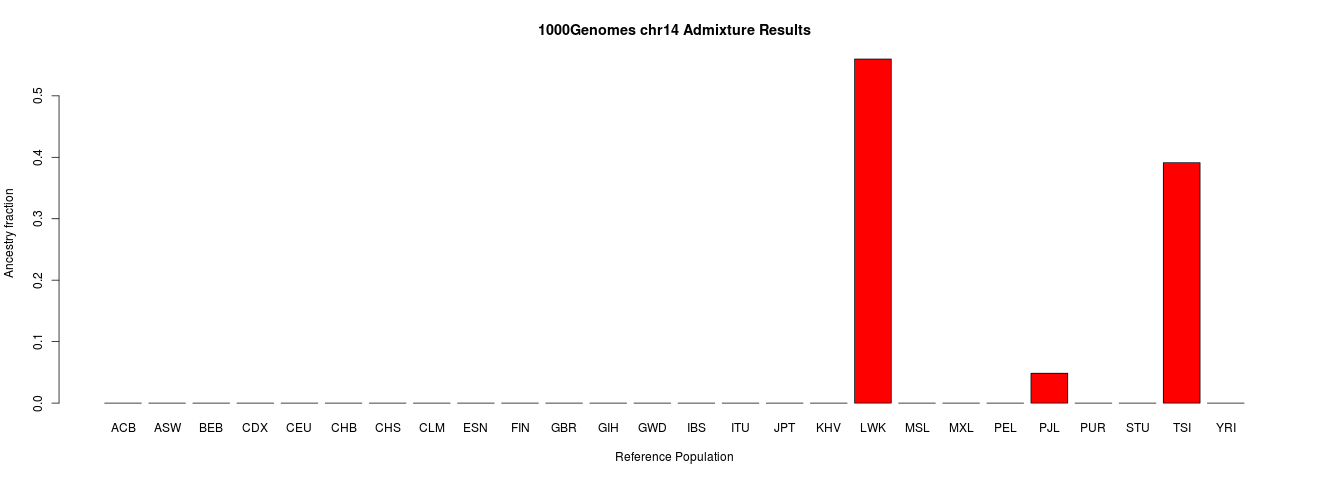 1000Genomes chr14 Admixture Results
Ancestry fraction
0.5
0.4
0.3
0.2
0.1
0.0
ACB ASW BEB CDX CEU CHB CHS CLM ESN FIN GBR GIH GWD IBS ITU JPT KHV LWK MSL MXL PEL PJL PUR STU TSI YRI
Reference Population